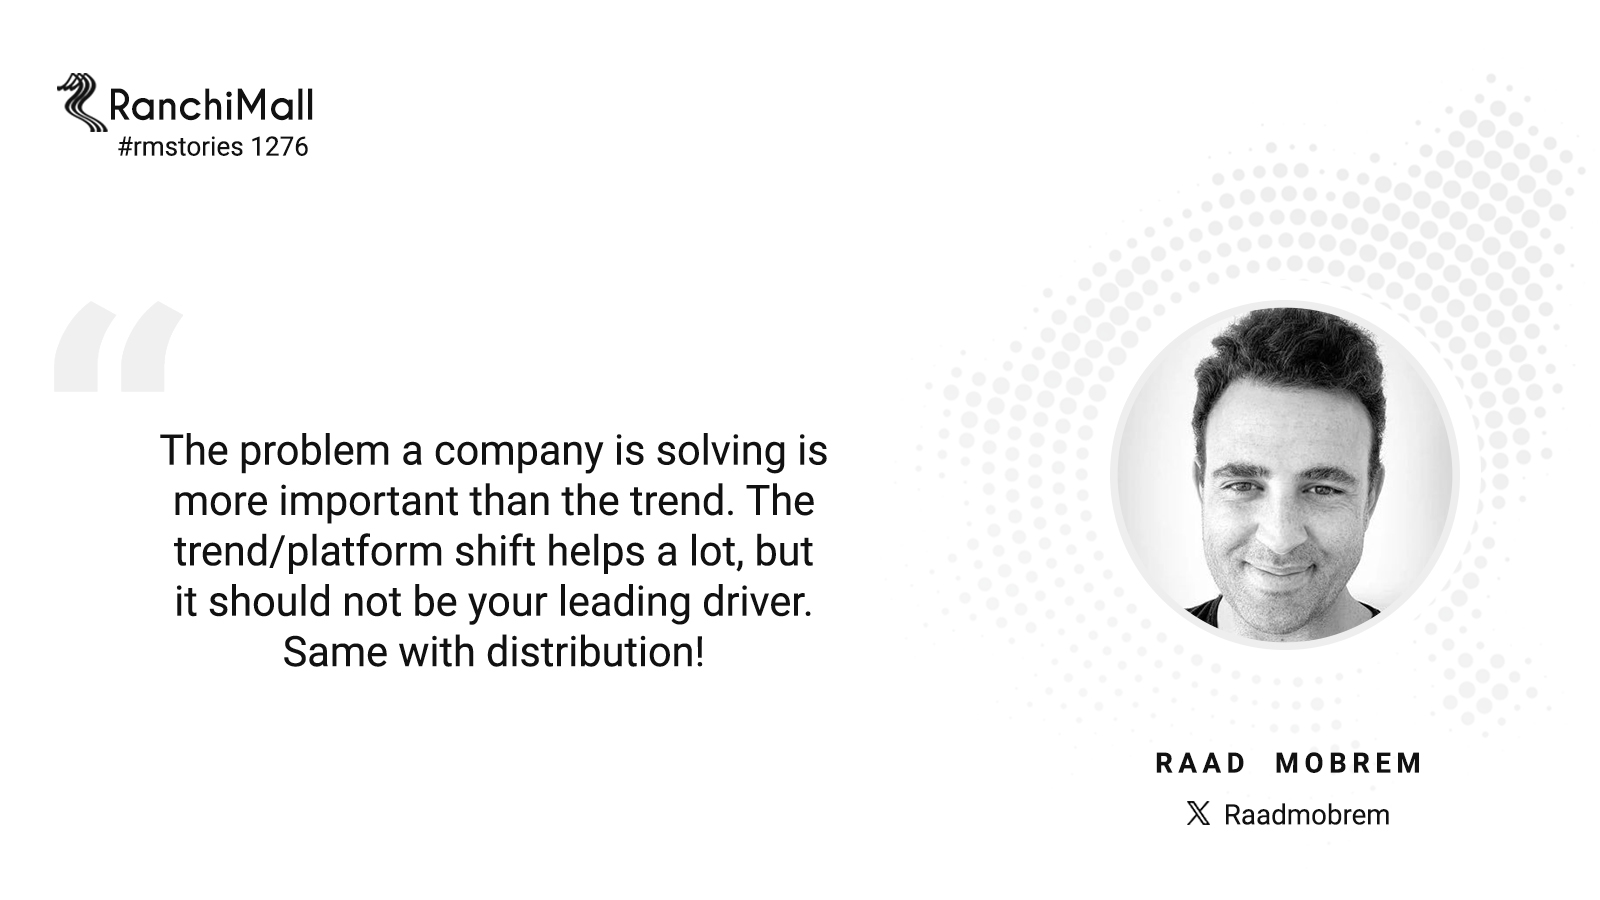 RanchiMall
#rmstories 1276
“
The problem a company is solving is
more important than the trend. The
trend/platform shift helps a lot, but
it should not be your leading driver.
Same with distribution!
RAAD MOBREM
X Raadmobrem